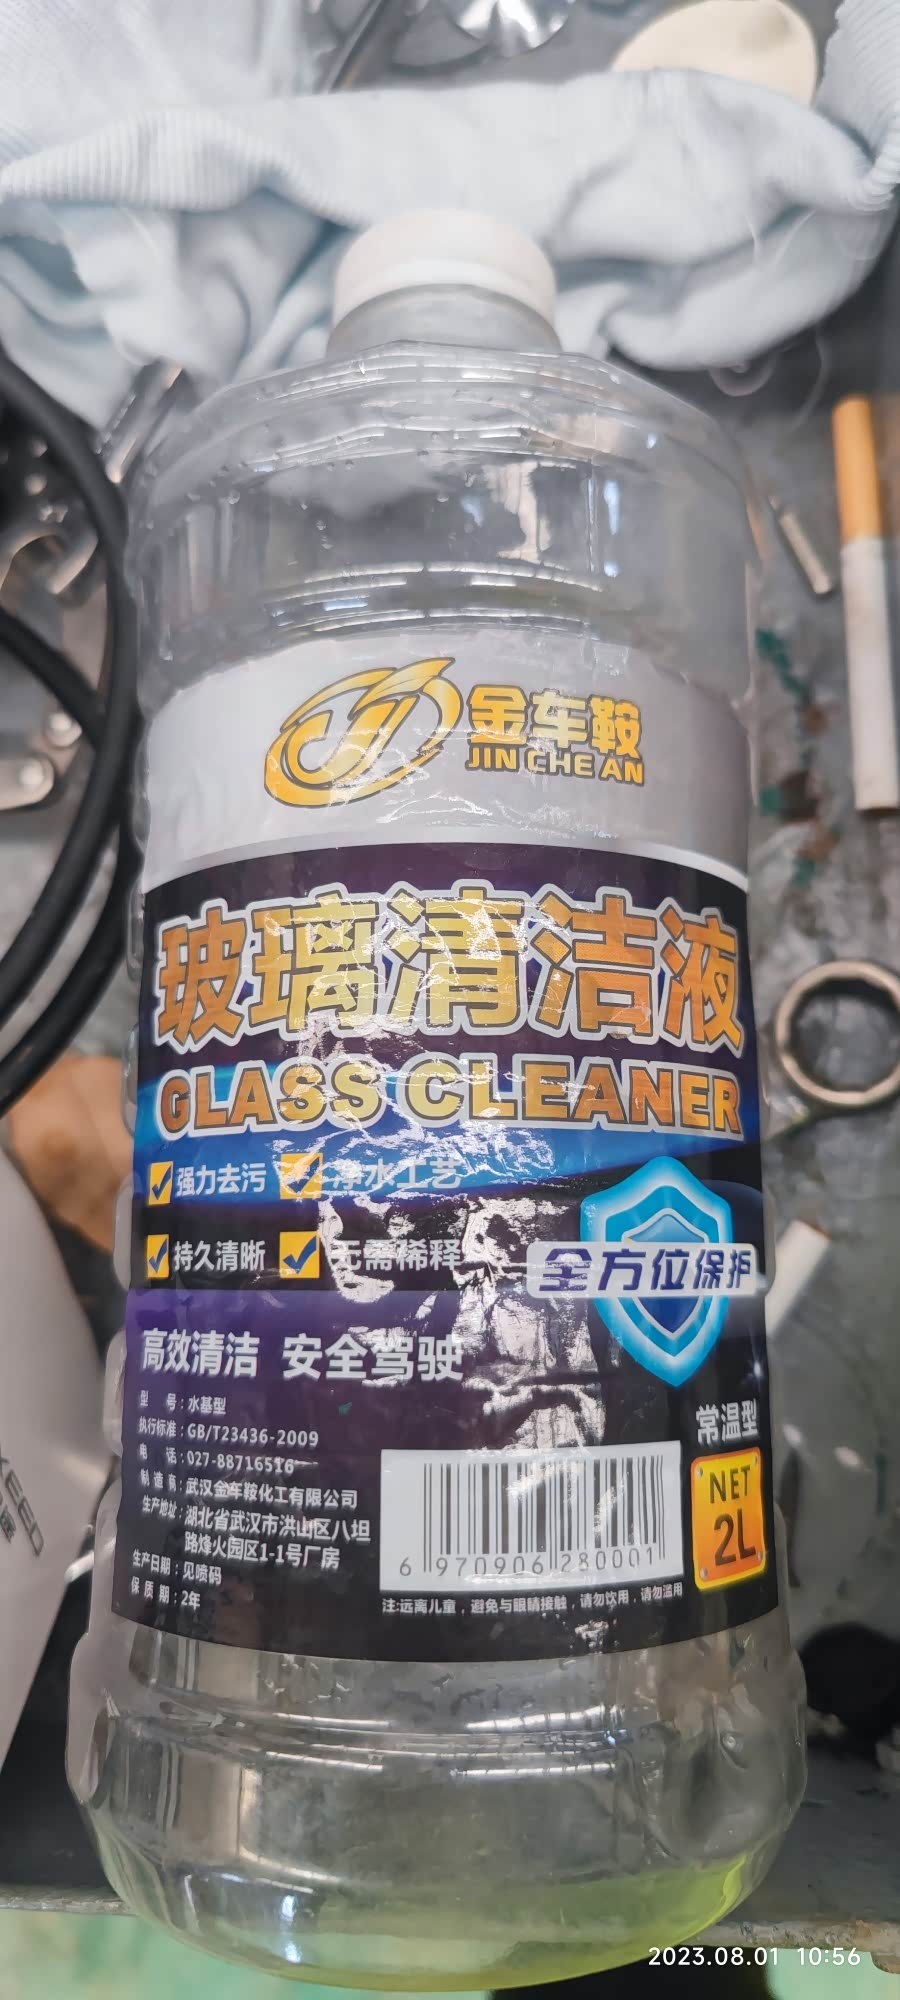 金车鞍
JIN CHE AN
玻璃清洁液
GLASS CLEANER
强力去污 净水工艺
持久清晰 无需稀释
全方位保护
高效清洁 安全驾驶
型 号：水基型
执行标准：GB/T23436-2009
电 话：027-88716516
制 造 商：武汉金车鞍化工有限公司
生产地址：湖北省武汉市洪山区八坦
路烽火园区1-1号厂房
生产日期：见喷码
保 质 期：2年
常温型
NET
2L
6 970906 280001
注:远离儿童，避免与眼睛接触，请勿饮用，请勿滥用
2023.08.01 10:56